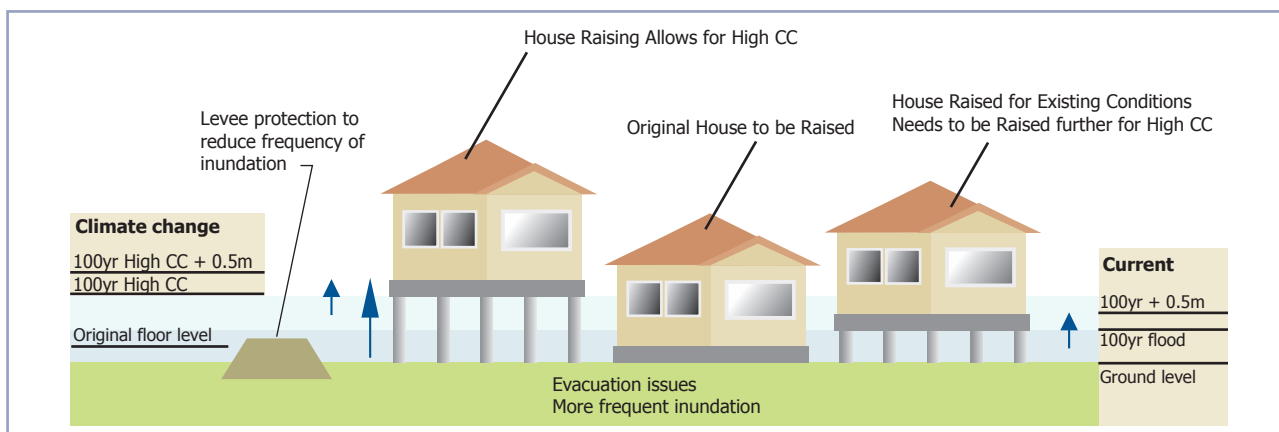 House Raising Allows for High CC
Levee protection to
reduce frequency of
inundation
Original House to be Raised
House Raised for Existing Conditions
Needs to be Raised further for High CC
Climate change
100yr High CC + 0.5m
100yr High CC
Original floor level
Current
100yr + 0.5m
100yr flood
Ground level
Evacuation issues
More frequent inundation